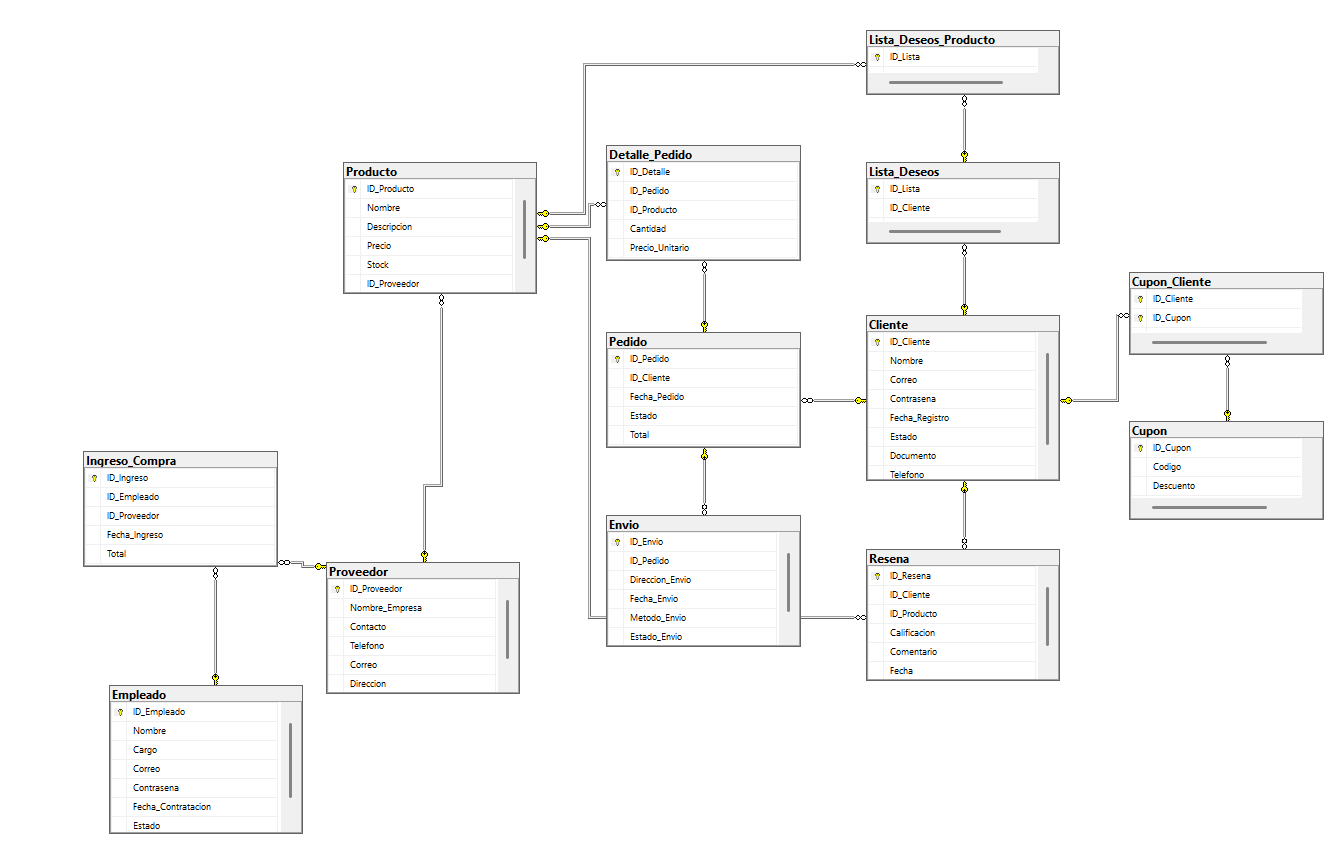 Lista_Deseos_Producto
ID_Lista
Producto
ID_Producto
Nombre
Descripcion
Precio
Stock
ID_Proveedor
Detalle_Pedido
ID_Detalle
ID_Pedido
ID_Producto
Cantidad
Precio_Unitario
Lista_Deseos
ID_Lista
ID_Cliente
Cupon_Cliente
ID_Cliente
ID_Cupon
Pedido
ID_Pedido
ID_Cliente
Fecha_Pedido
Estado
Total
Cliente
ID_Cliente
Nombre
Correo
Contrasena
Fecha_Registro
Estado
Documento
Telefono
Cupon
ID_Cupon
Codigo
Descuento
Ingreso_Compra
ID_Ingreso
ID_Empleado
ID_Proveedor
Fecha_Ingreso
Total
Proveedor
ID_Proveedor
Nombre_Empresa
Contacto
Telefono
Correo
Direccion
Envio
ID_Envio
ID_Pedido
Direccion_Envio
Fecha_Envio
Metodo_Envio
Estado_Envio
Resena
ID_Resena
ID_Cliente
ID_Producto
Calificacion
Comentario
Fecha
Empleado
ID_Empleado
Nombre
Cargo
Correo
Contrasena
Fecha_Contratacion
Estado